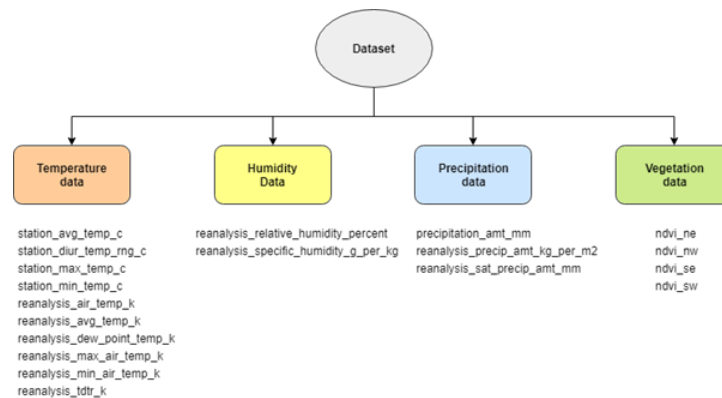 Dataset
Temperature
data
Humidity
Data
Precipitation
data
Vegetation
data
station_avg_temp_c
station_diur_temp_rng_c
station_max_temp_c
station_min_temp_c
reanalysis_air_temp_k
reanalysis_avg_temp_k
reanalysis_dew_point_temp_k
reanalysis_max_air_temp_k
reanalysis_min_air_temp_k
reanalysis_tdtr_k
reanalysis_relative_humidity_percent
reanalysis_specific_humidity_g_per_kg
precipitation_amt_mm
reanalysis_precip_amt_kg_per_m2
reanalysis_sat_precip_amt_mm
ndvi_ne
ndvi_nw
ndvi_se
ndvi_sw